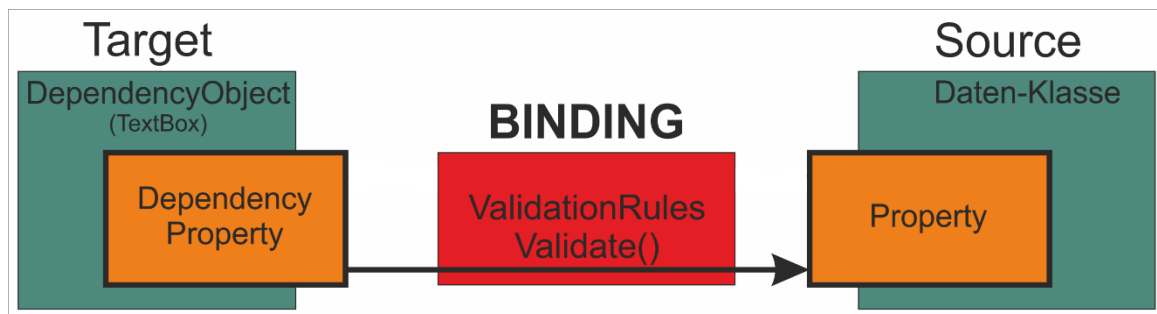 Target
DependencyObject
(TextBox)
Dependency
Property
BINDING
ValidationRules
Validate()
Source
Daten-Klasse
Property